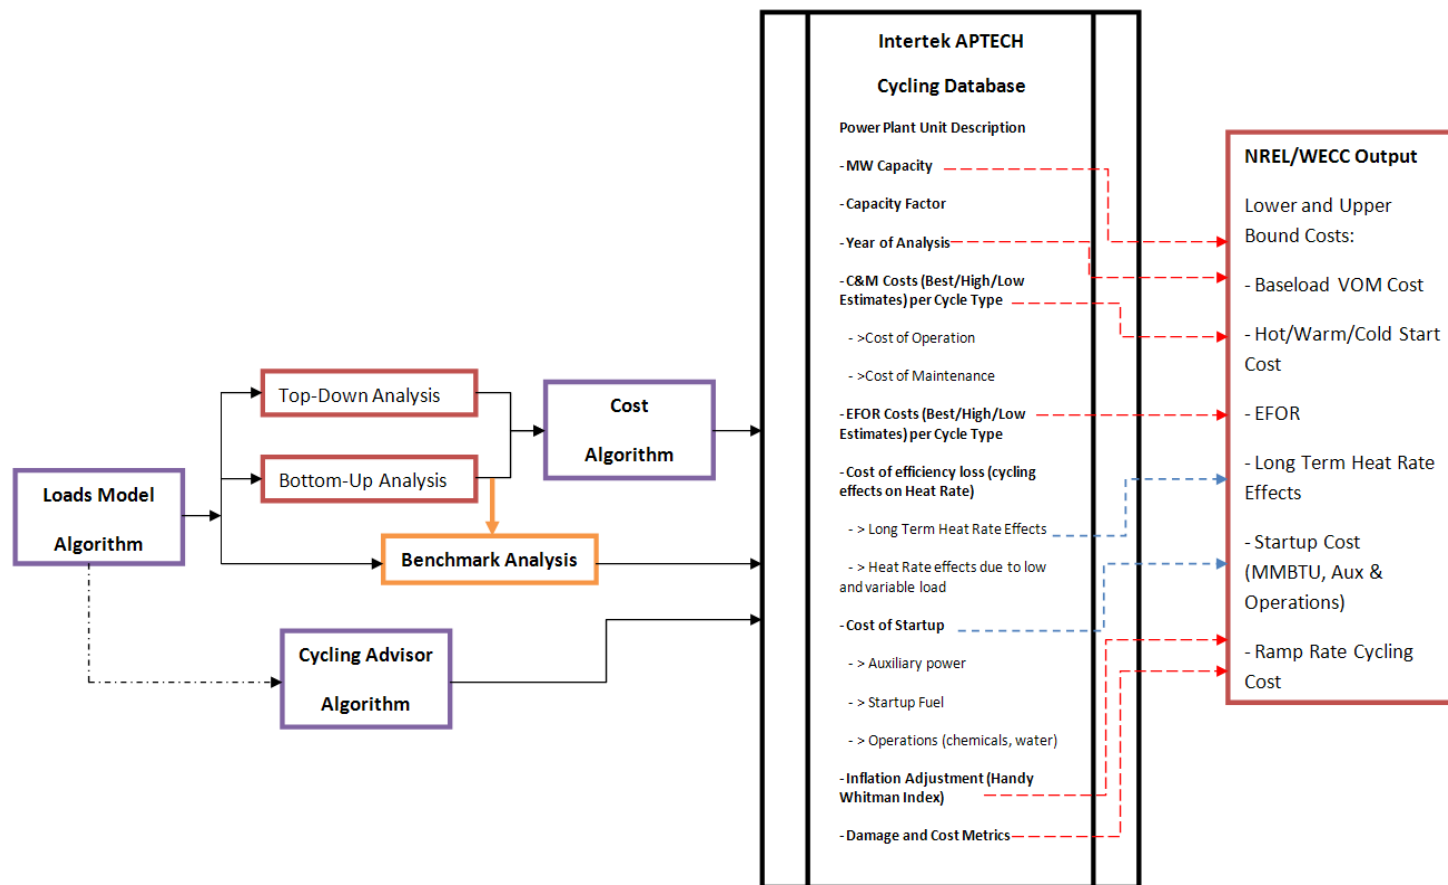 Loads Model
Algorithm
Top-Down Analysis
Bottom-Up Analysis
Benchmark Analysis
Cycling Advisor
Algorithm
Cost
Algorithm
Intertek APTECH
Cycling Database
Power Plant Unit Description
- MW Capacity
- Capacity Factor
- Year of Analysis
- C&M Costs (Best/High/Low
Estimates) per Cycle Type
- >Cost of Operation
- >Cost of Maintenance
- EFOR Costs (Best/High/Low
Estimates) per Cycle Type
- Cost of efficiency loss (cycling
effects on Heat Rate)
- > Long Term Heat Rate Effects
- > Heat Rate effects due to low
and variable load
- Cost of Startup
- > Auxiliary power
- > Startup Fuel
- > Operations (chemicals, water)
- Inflation Adjustment (Handy
Whitman Index)
- Damage and Cost Metrics
NREL/WECC Output
Lower and Upper
Bound Costs:
- Baseload VOM Cost
- Hot/Warm/Cold Start
Cost
- EFOR
- Long Term Heat Rate
Effects
- Startup Cost
(MMBTU, Aux &
Operations)
- Ramp Rate Cycling
Cost